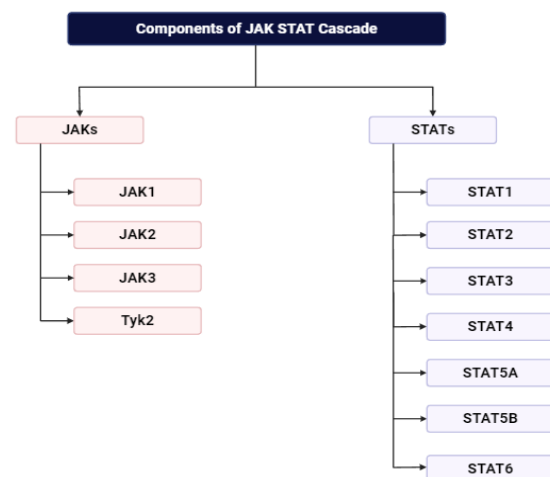 Components of JAK STAT Cascade
JAKs
STATs
JAK1
JAK2
JAK3
Tyk2
STAT1
STAT2
STAT3
STAT4
STAT5A
STAT5B
STAT6